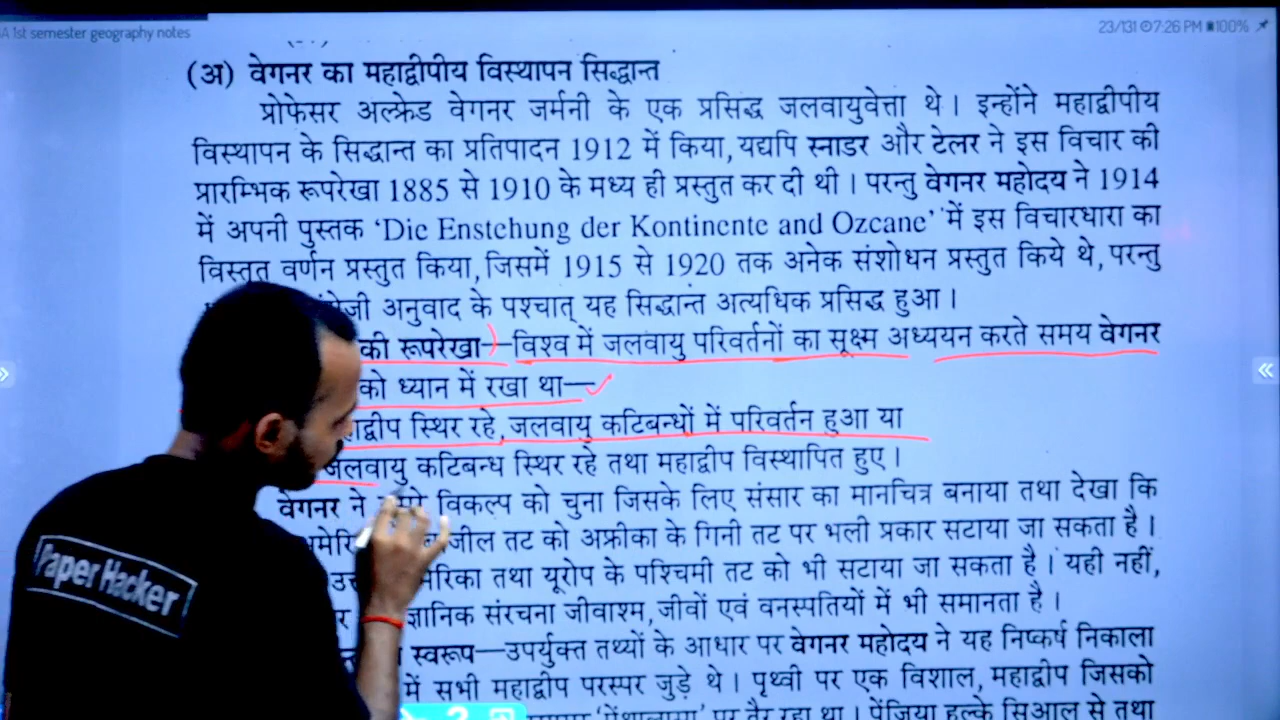 A 1st semester geography notes
23/131 7:26 PM 100%
(अ) वेगनर का महाद्वीपीय विस्थापन सिद्धान्त
प्रोफेसर अल्फ्रेड वेगनर जर्मनी के एक प्रसिद्ध जलवायुवेत्ता थे। इन्होंने महाद्वीपीय
विस्थापन के सिद्धान्त का प्रतिपादन 1912 में किया, यद्यपि स्नाडर और टेलर ने इस विचार की
प्रारम्भिक रूपरेखा 1885 से 1910 के मध्य ही प्रस्तुत कर दी थी। परन्तु वेगनर महोदय ने 1914
में अपनी पुस्तक 'Die Enstehung der Kontinente and Ozcane' में इस विचारधारा का
विस्तृत वर्णन प्रस्तुत किया, जिसमें 1915 से 1920 तक अनेक संशोधन प्रस्तुत किये थे, परन्तु
अनुवाद के पश्चात् यह सिद्धान्त अत्यधिक प्रसिद्ध हुआ।
की रूपरेखा—विश्व में जलवायु परिवर्तनों का सूक्ष्म अध्ययन करते समय वेगनर
को ध्यान में रखा था—
स्थिर रहे, जलवायु कटिबन्धों में परिवर्तन हुआ या
जलवायु कटिबन्ध स्थिर रहे तथा महाद्वीप विस्थापित हुए।
वेगनर ने विकल्प को चुना जिसके लिए संसार का मानचित्र बनाया तथा देखा कि
तट को अफ्रीका के गिनी तट पर भली प्रकार सटाया जा सकता है।
तथा यूरोप के पश्चिमी तट को भी सटाया जा सकता है। यही नहीं,
संरचना जीवाश्म, जीवों एवं वनस्पतियों में भी समानता है।
स्वरूप—उपर्युक्त तथ्यों के आधार पर वेगनर महोदय ने यह निष्कर्ष निकाला
में सभी महाद्वीप परस्पर जुड़े थे। पृथ्वी पर एक विशाल, महाद्वीप जिसको
पर तैर रहा था। पेंजिया हल्के सिआल से तथा
Paper Hacker